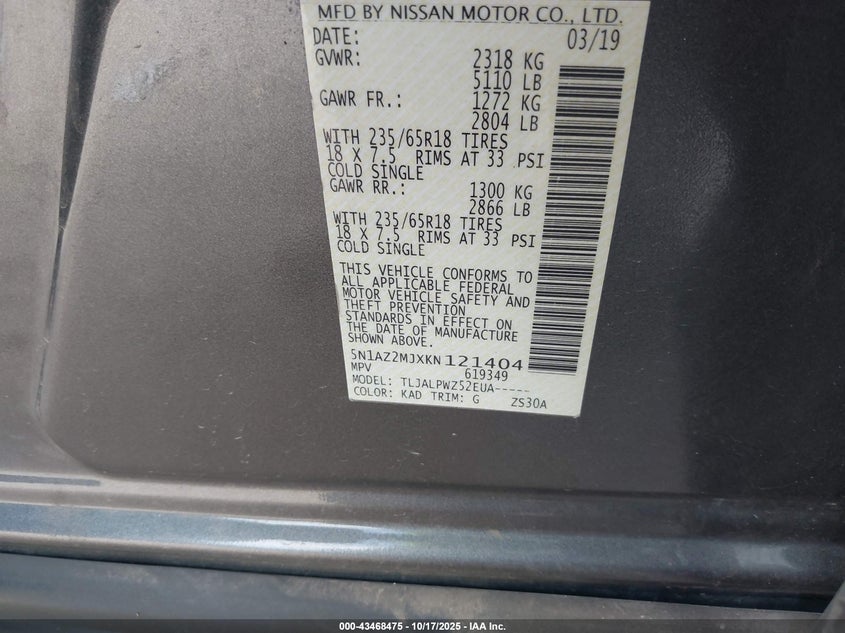 MFD BY NISSAN MOTOR CO., LTD.
DATE: 03/19
GVWR: 2318 KG
5110 LB
GAWR FR.: 1272 KG
2804 LB
WITH 235/65R18 TIRES
18 X 7.5 RIMS AT 33 PSI
COLD SINGLE
GAWR RR.: 1300 KG
2866 LB
WITH 235/65R18 TIRES
18 X 7.5 RIMS AT 33 PSI
COLD SINGLE
THIS VEHICLE CONFORMS TO
ALL APPLICABLE FEDERAL
MOTOR VEHICLE SAFETY AND
THEFT PREVENTION
STANDARDS IN EFFECT ON
THE DATE OF MANUFACTURE
SHOWN ABOVE.
5N1AZ2MJXKN121404
MPV 619349
MODEL: TLJALPWZ52EUA-----
COLOR: KAD TRIM: G ZS30A
000-43468475 - 10/17/2025 - IAA Inc.